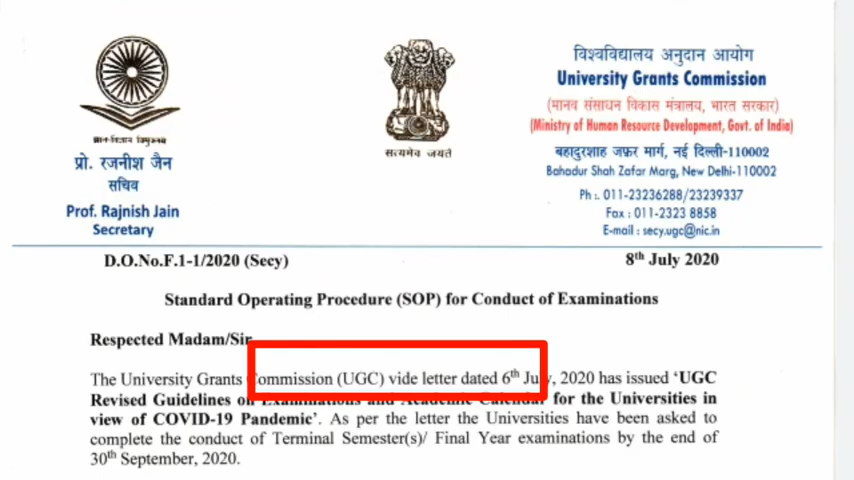 विश्वविद्यालय अनुदान आयोग
University Grants Commission
(मानव संसाधन विकास मंत्रालय, भारत सरकार)
(Ministry of Human Resource Development, Govt. of India)
बहादुरशाह ज़फ़र मार्ग, नई दिल्ली-110002
Bahadur Shah Zafar Marg, New Delhi-110002
Ph :. 011-23236288/23239337
Fax : 011-2323 8858
E-mail : secy.ugc@nic.in
ज्ञान-विज्ञान विमुक्तये
सत्यमेव जयते
प्रो. रजनीश जैन
सचिव
Prof. Rajnish Jain
Secretary
D.O.No.F.1-1/2020 (Secy)
8th July 2020
Standard Operating Procedure (SOP) for Conduct of Examinations
Respected Madam/Sir
The University Grants Commission (UGC) vide letter dated 6th July, 2020 has issued ‘UGC
Revised Guidelines on Examinations and Academic Calendar for the Universities in
view of COVID-19 Pandemic’. As per the letter the Universities have been asked to
complete the conduct of Terminal Semester(s)/ Final Year examinations by the end of
30th September, 2020.